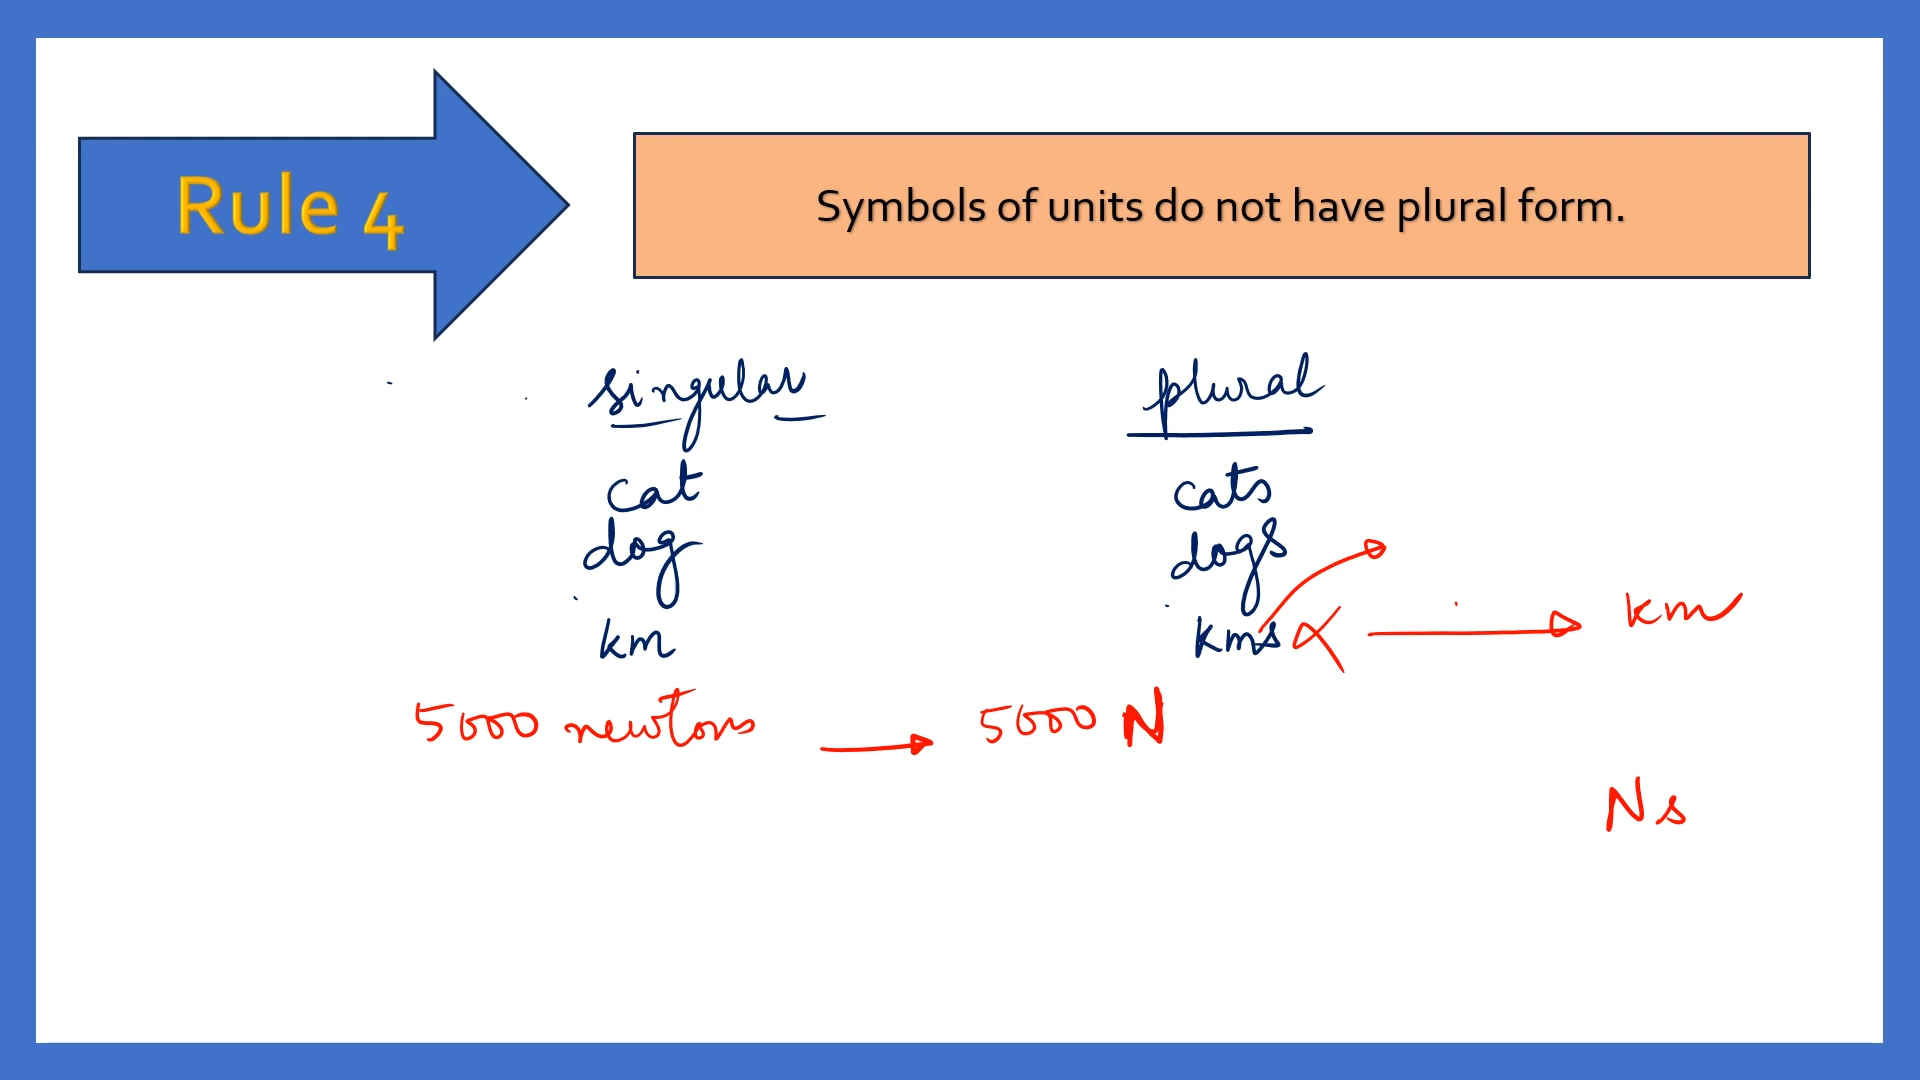 Rule 4
Symbols of units do not have plural form.
singular plural
cat cats
dog dogs
km kms km
5000 newtons 5000 N
Ns